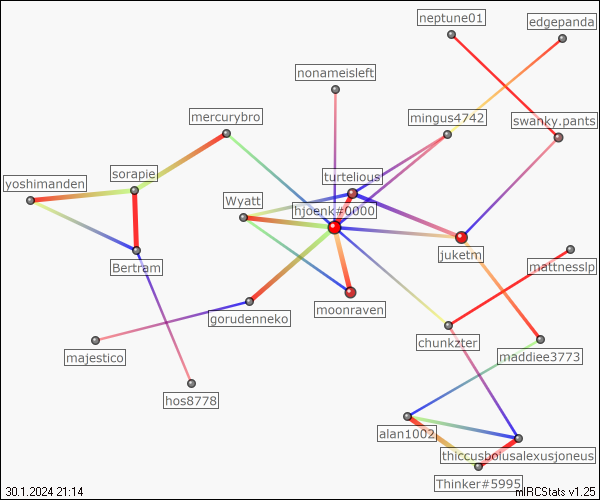 neptune01
edgepanda
nonameisleft
mercurybro
mingus4742
swanky.pants
sorapie
turtelious
yoshimanden
Wyatt
hjoenk#0000
juketm
Bertram
mattnesslp
moonraven
gorudenneko
chunkzter
majestico
maddiee3773
hos8778
alan1002
thiccusboiusalexusjoneus
Thinker#5995
30.1.2024 21:14
mIRCStats v1.25